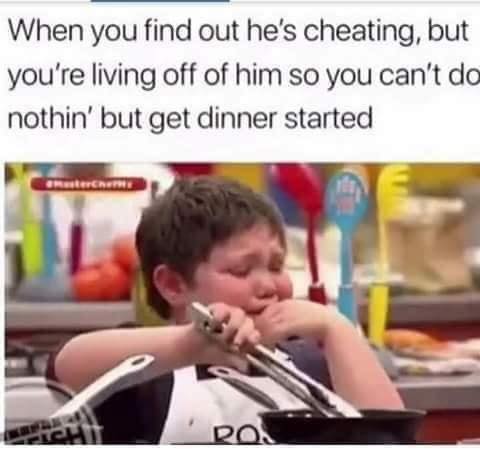 When you find out he's cheating, but
you're living off of him so you can't do
nothin' but get dinner started
RO